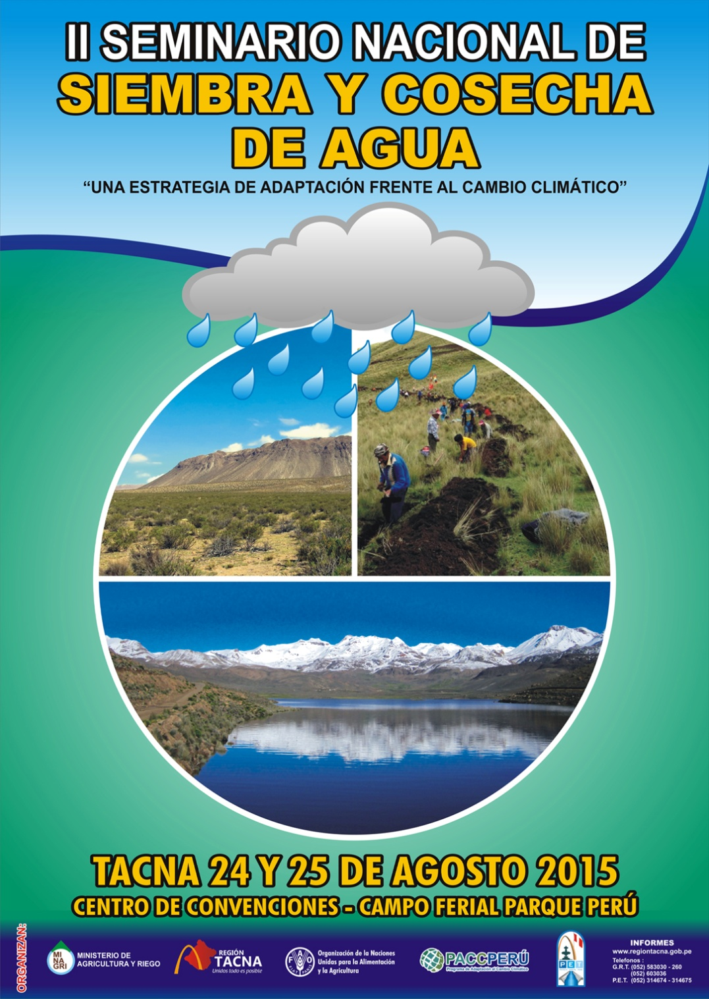 II SEMINARIO NACIONAL DE
SIEMBRA Y COSECHA
DE AGUA
“UNA ESTRATEGIA DE ADAPTACIÓN FRENTE AL CAMBIO CLIMÁTICO”
TACNA 24 Y 25 DE AGOSTO 2015
CENTRO DE CONVENCIONES - CAMPO FERIAL PARQUE PERÚ
ORGANIZAN:
MI
NA
GRI
MINISTERIO DE
AGRICULTURA Y RIEGO
REGIÓN
TACNA
Unidos todo es posible
FAO
FIAT PANIS
Organización de la Naciones
Unidas para la Alimentación
y la Agricultura
PACCPERÚ
Programa de Adaptación al Cambio Climático
PET
INFORMES
www.regiontacna.gob.pe
Telefonos :
G.R.T. (052) 583030 - 260
(052) 603036
P.E.T. (052) 314674 - 314675